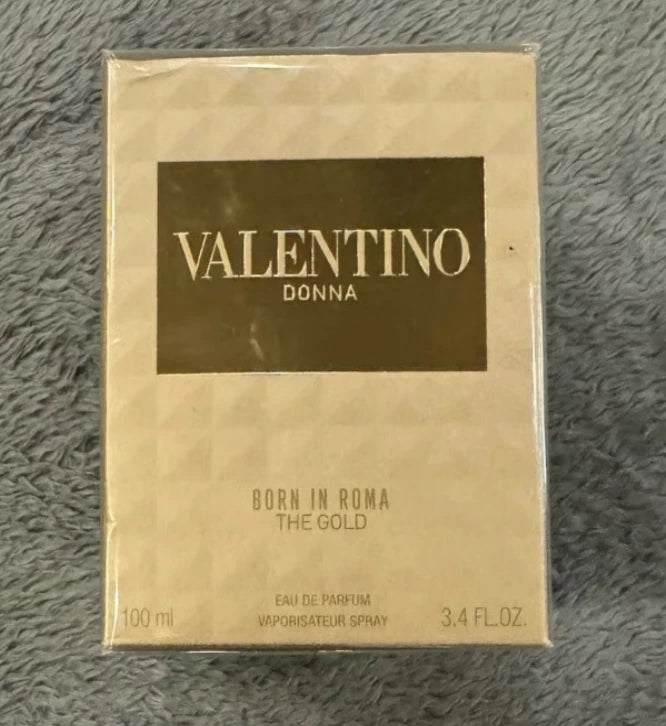 VALENTINO
DONNA
BORN IN ROMA
THE GOLD
EAU DE PARFUM
100 ml VAPORISATEUR SPRAY 3.4 FL.OZ.